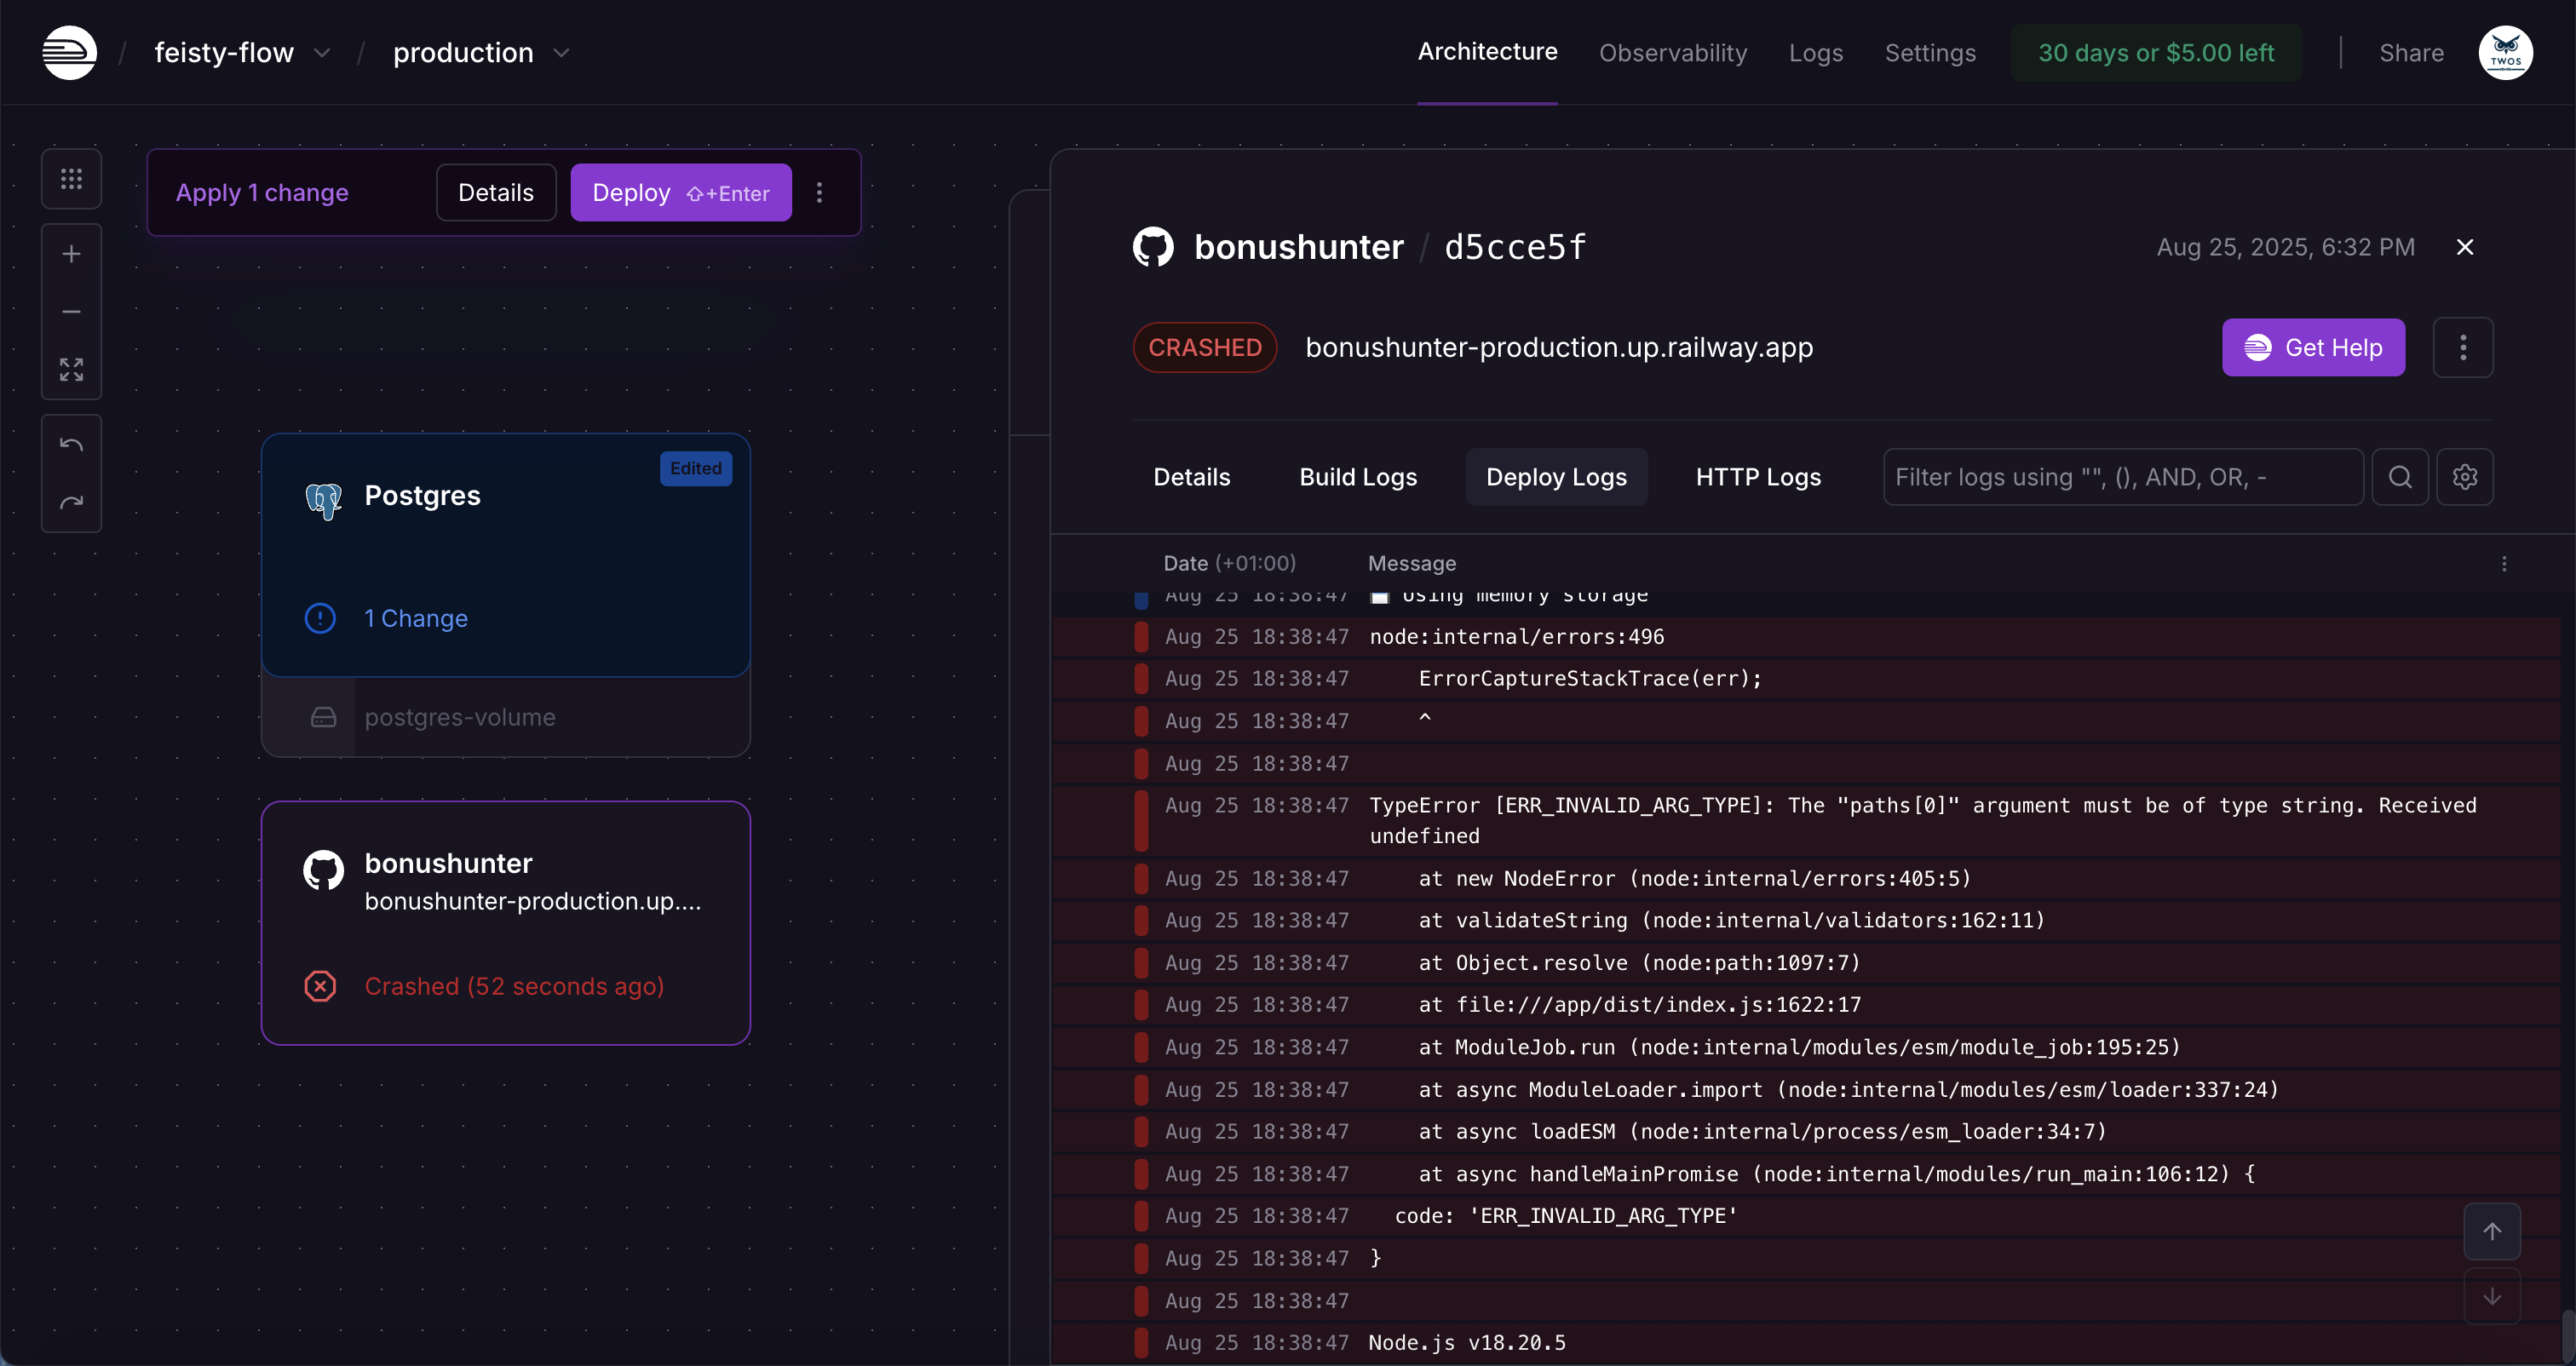 / feisty-flow / production
Architecture Observability Logs Settings 30 days or $5.00 left Share
TWOS
Apply 1 change Details Deploy ⇧+Enter
Postgres
Edited
1 Change
postgres-volume
bonushunter
bonushunter-production.up....
Crashed (52 seconds ago)
bonushunter / d5cce5f Aug 25, 2025, 6:32 PM
CRASHED bonushunter-production.up.railway.app Get Help
Details Build Logs Deploy Logs HTTP Logs Filter logs using "", (), AND, OR, -
Date (+01:00) Message
Aug 25 18:38:47 Using memory storage
Aug 25 18:38:47 node:internal/errors:496
Aug 25 18:38:47 ErrorCaptureStackTrace(err);
Aug 25 18:38:47 ^
Aug 25 18:38:47
Aug 25 18:38:47 TypeError [ERR_INVALID_ARG_TYPE]: The "paths[0]" argument must be of type string. Received
undefined
Aug 25 18:38:47 at new NodeError (node:internal/errors:405:5)
Aug 25 18:38:47 at validateString (node:internal/validators:162:11)
Aug 25 18:38:47 at Object.resolve (node:path:1097:7)
Aug 25 18:38:47 at file:///app/dist/index.js:1622:17
Aug 25 18:38:47 at ModuleJob.run (node:internal/modules/esm/module_job:195:25)
Aug 25 18:38:47 at async ModuleLoader.import (node:internal/modules/esm/loader:337:24)
Aug 25 18:38:47 at async loadESM (node:internal/process/esm_loader:34:7)
Aug 25 18:38:47 at async handleMainPromise (node:internal/modules/run_main:106:12) {
Aug 25 18:38:47 code: 'ERR_INVALID_ARG_TYPE'
Aug 25 18:38:47 }
Aug 25 18:38:47
Aug 25 18:38:47 Node.js v18.20.5